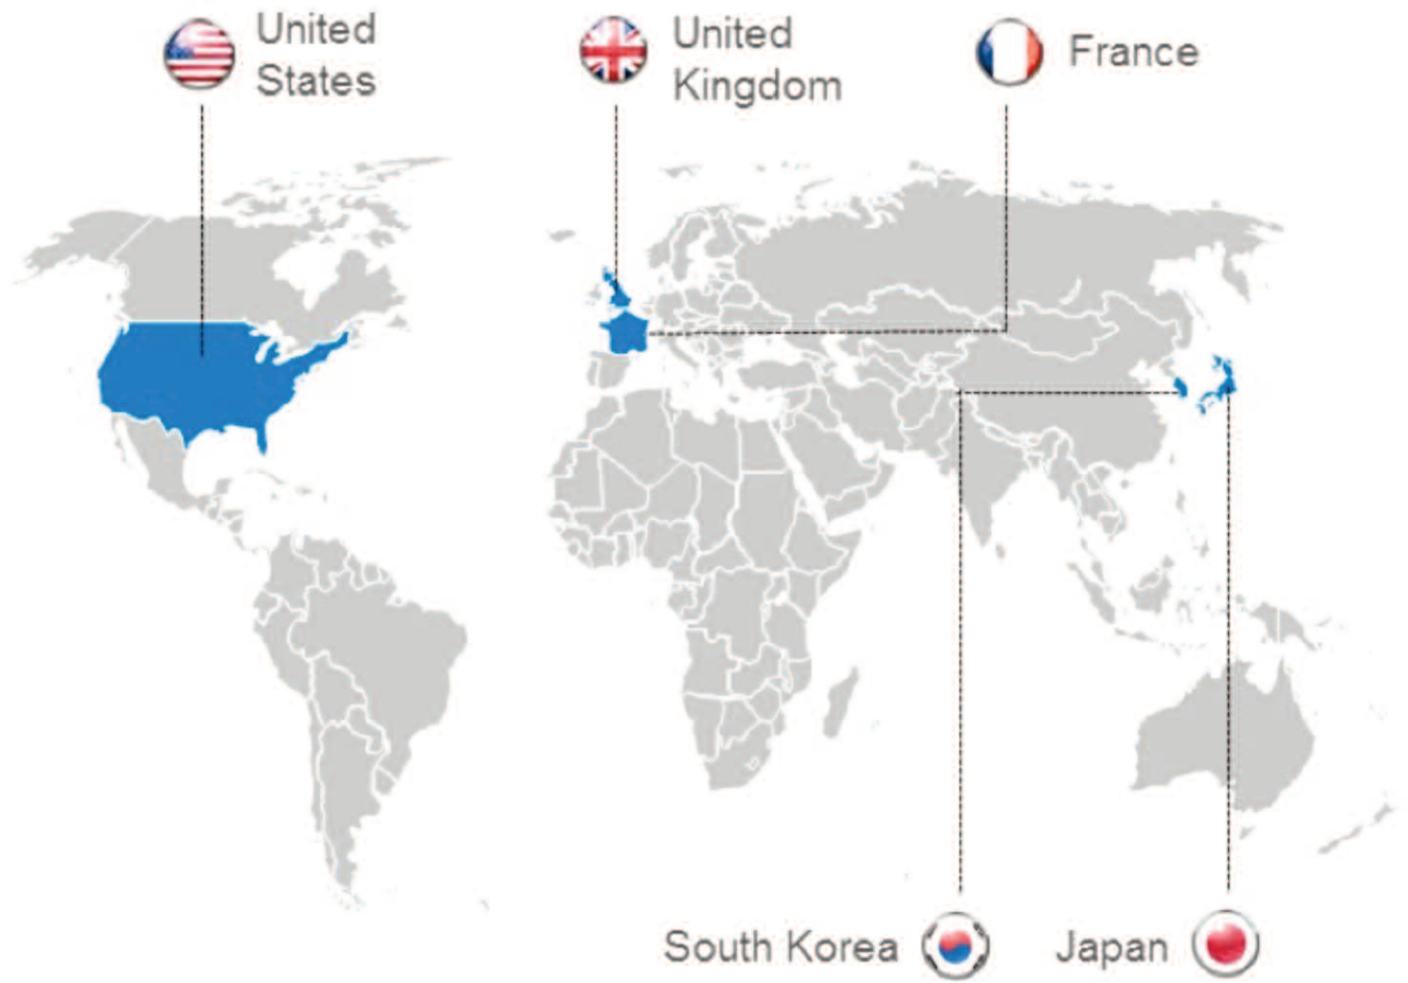 United
States
United
Kingdom
France
South Korea
Japan